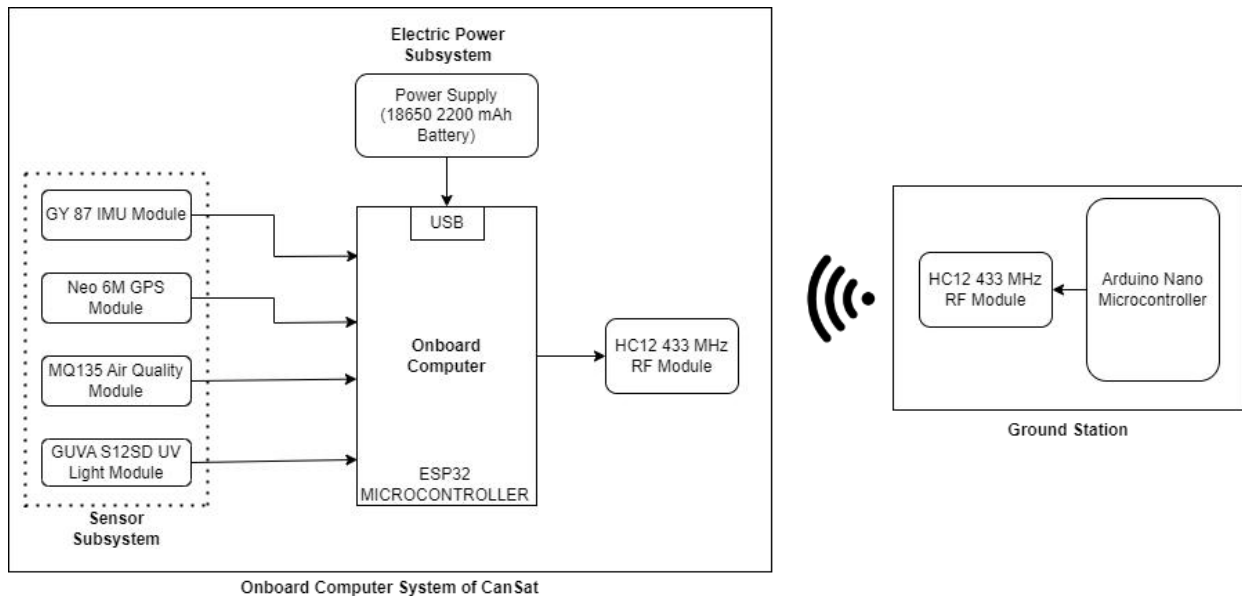 Electric Power
Subsystem
Power Supply
(18650 2200 mAh
Battery)
GY 87 IMU Module
Neo 6M GPS
Module
MQ135 Air Quality
Module
GUVA S12SD UV
Light Module
Sensor
Subsystem
USB
Onboard
Computer
ESP32
MICROCONTROLLER
HC12 433 MHz
RF Module
Onboard Computer System of CanSat
HC12 433 MHz
RF Module
Arduino Nano
Microcontroller
Ground Station